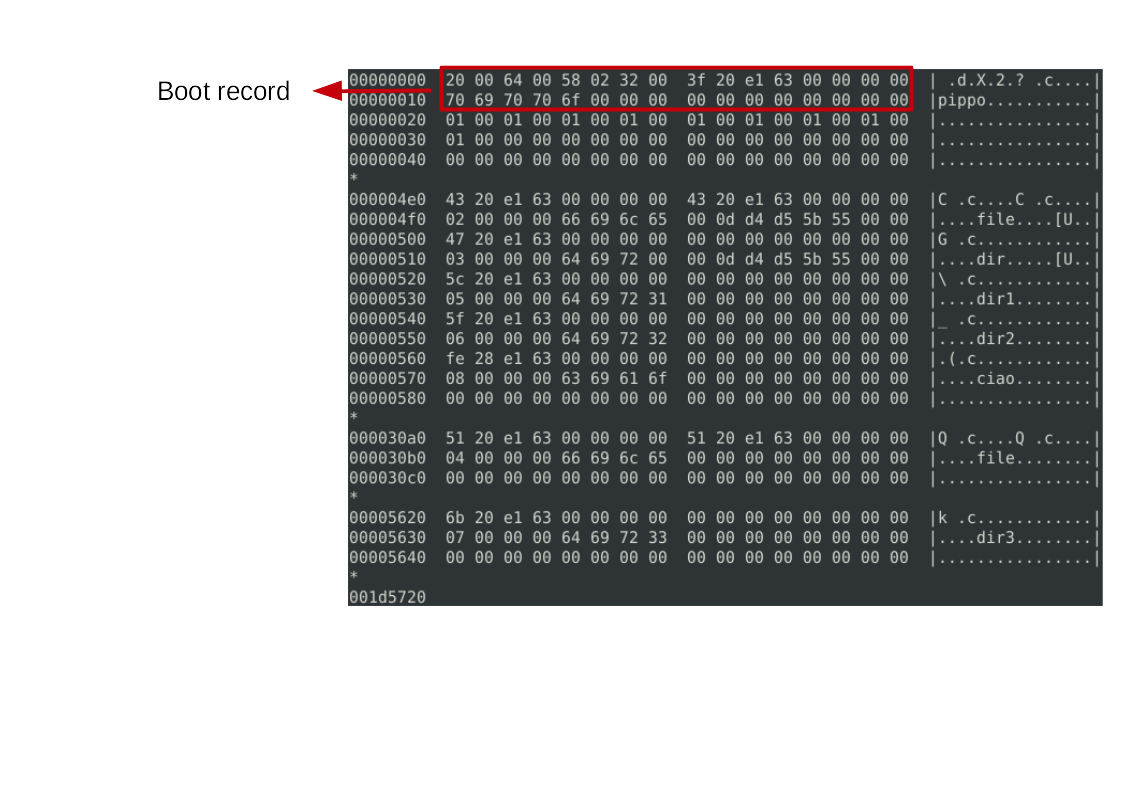 Boot record
00000000  20 00 64 00 58 02 32 00  3f 20 e1 63 00 00 00 00  | .d.X.2.? .c....|
00000010  70 69 70 70 6f 00 00 00  00 00 00 00 00 00 00 00  |pippo...........|
00000020  01 00 01 00 01 00 01 00  01 00 01 00 01 00 01 00  |................|
00000030  01 00 00 00 00 00 00 00  00 00 00 00 00 00 00 00  |................|
00000040  00 00 00 00 00 00 00 00  00 00 00 00 00 00 00 00  |................|
*
000004e0  43 20 e1 63 00 00 00 00  43 20 e1 63 00 00 00 00  |C .c....C .c....|
000004f0  02 00 00 00 66 69 6c 65  00 0d d4 d5 5b 55 00 00  |....file....[U..|
00000500  47 20 e1 63 00 00 00 00  00 00 00 00 00 00 00 00  |G .c............|
00000510  03 00 00 00 64 69 72 00  00 0d d4 d5 5b 55 00 00  |....dir.....[U..|
00000520  5c 20 e1 63 00 00 00 00  00 00 00 00 00 00 00 00  |\ .c............|
00000530  05 00 00 00 64 69 72 31  00 00 00 00 00 00 00 00  |....dir1........|
00000540  5f 20 e1 63 00 00 00 00  00 00 00 00 00 00 00 00  |_ .c............|
00000550  06 00 00 00 64 69 72 32  00 00 00 00 00 00 00 00  |....dir2........|
00000560  fe 28 e1 63 00 00 00 00  00 00 00 00 00 00 00 00  |.(.c............|
00000570  08 00 00 00 63 69 61 6f  00 00 00 00 00 00 00 00  |....ciao........|
00000580  00 00 00 00 00 00 00 00  00 00 00 00 00 00 00 00  |................|
*
000030a0  51 20 e1 63 00 00 00 00  51 20 e1 63 00 00 00 00  |Q .c....Q .c....|
000030b0  04 00 00 00 66 69 6c 65  00 00 00 00 00 00 00 00  |....file........|
000030c0  00 00 00 00 00 00 00 00  00 00 00 00 00 00 00 00  |................|
*
00005620  6b 20 e1 63 00 00 00 00  00 00 00 00 00 00 00 00  |k .c............|
00005630  07 00 00 00 64 69 72 33  00 00 00 00 00 00 00 00  |....dir3........|
00005640  00 00 00 00 00 00 00 00  00 00 00 00 00 00 00 00  |................|
*
001d5720